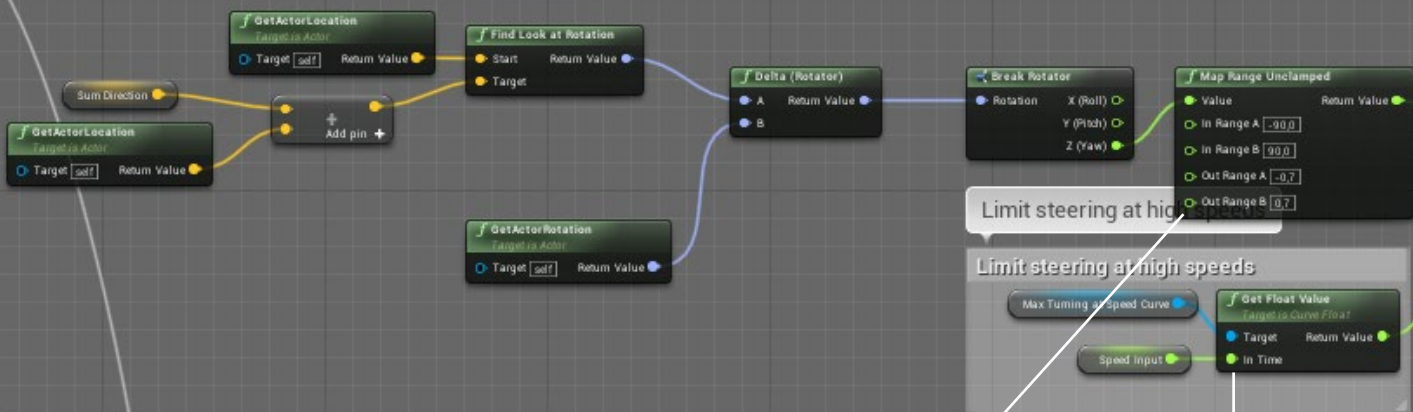 GetActorLocation
Target is Actor
Target self Return Value
Find Look at Rotation
Start Return Value
Target
Sum Direction
Add pin +
GetActorLocation
Target is Actor
Target self Return Value
Delta (Rotator)
A Return Value
B
Break Rotator
Rotation X (Roll)
Y (Pitch)
Z (Yaw)
Map Range Unclamped
Value Return Value
In Range A -90,0
In Range B 90,0
Out Range A -0,7
Out Range B 0,7
GetActorRotation
Target is Actor
Target self Return Value
Limit steering at high speeds
Limit steering at high speeds
Max Turning at Speed Curve
Get Float Value
Target is Curve Float
Target Return Value
Speed Input
In Time